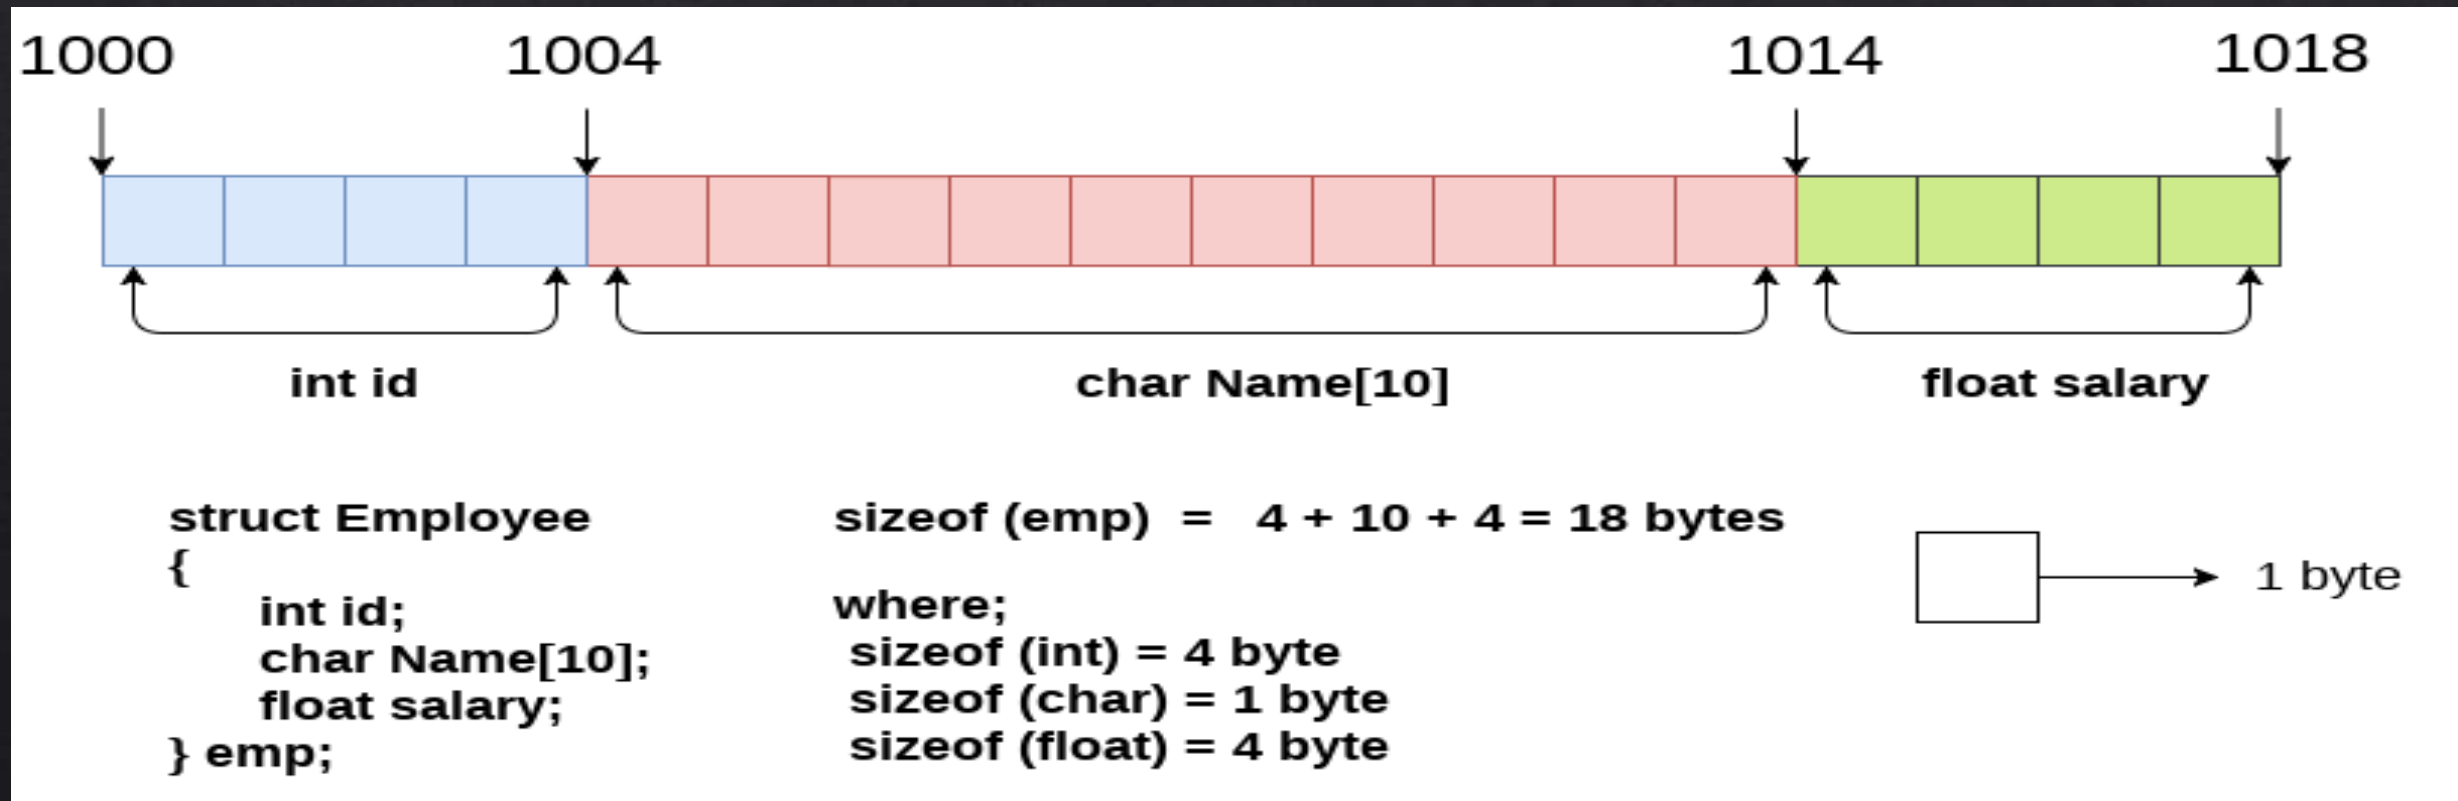 1000 1004 1014 1018
int id char Name[10] float salary
struct Employee
{
int id;
char Name[10];
float salary;
} emp;
sizeof (emp) = 4 + 10 + 4 = 18 bytes
where;
sizeof (int) = 4 byte
sizeof (char) = 1 byte
sizeof (float) = 4 byte
1 byte